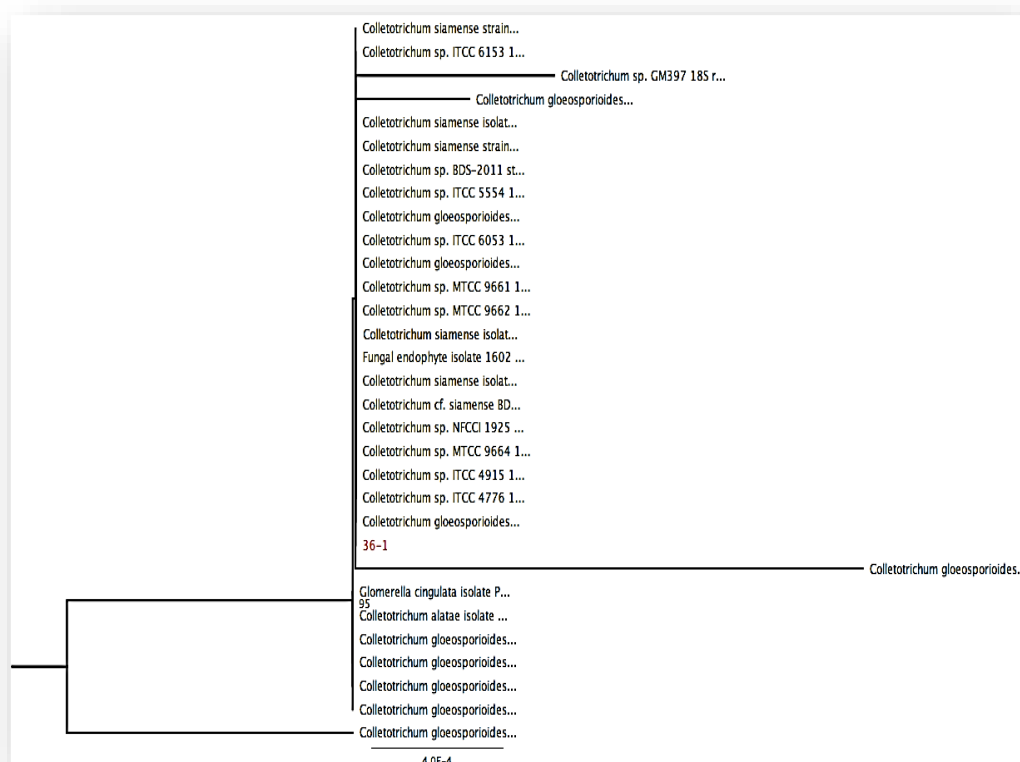 Colletotrichum siamense strain...
Colletotrichum sp. ITCC 6153 1...
Colletotrichum sp. GM397 18S r...
Colletotrichum gloeosporioides...
Colletotrichum siamense isolat...
Colletotrichum siamense strain...
Colletotrichum sp. BDS-2011 st...
Colletotrichum sp. ITCC 5554 1...
Colletotrichum gloeosporioides...
Colletotrichum sp. ITCC 6053 1...
Colletotrichum gloeosporioides...
Colletotrichum sp. MTCC 9661 1...
Colletotrichum sp. MTCC 9662 1...
Colletotrichum siamense isolat...
Fungal endophyte isolate 1602 ...
Colletotrichum siamense isolat...
Colletotrichum cf. siamense BD...
Colletotrichum sp. NFCCI 1925 ...
Colletotrichum sp. MTCC 9664 1...
Colletotrichum sp. ITCC 4915 1...
Colletotrichum sp. ITCC 4776 1...
Colletotrichum gloeosporioides...
36-1
Colletotrichum gloeosporioides.
Glomerella cingulata isolate P...
95
Colletotrichum alatae isolate ...
Colletotrichum gloeosporioides...
Colletotrichum gloeosporioides...
Colletotrichum gloeosporioides...
Colletotrichum gloeosporioides...
Colletotrichum gloeosporioides...
4.0E-4